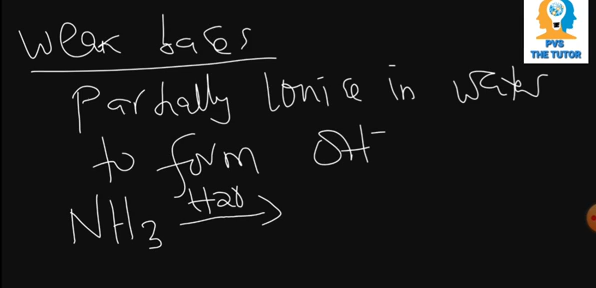 PVS
THE TUTOR
weak bases
Partially Ionise in water
to form OH⁻
NH₃ H₂O →